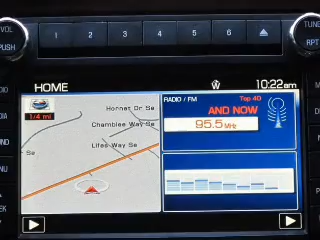 VOL
PUSH
1
2
3
4
5
6
TUNE
RPT
HOME
W
10:22am
1/4 mi
Hornet Dr Se
Chamblee Way Se
Lifes Way Se
Se
RADIO / FM
Top 40
AND NOW
95.5 MHz